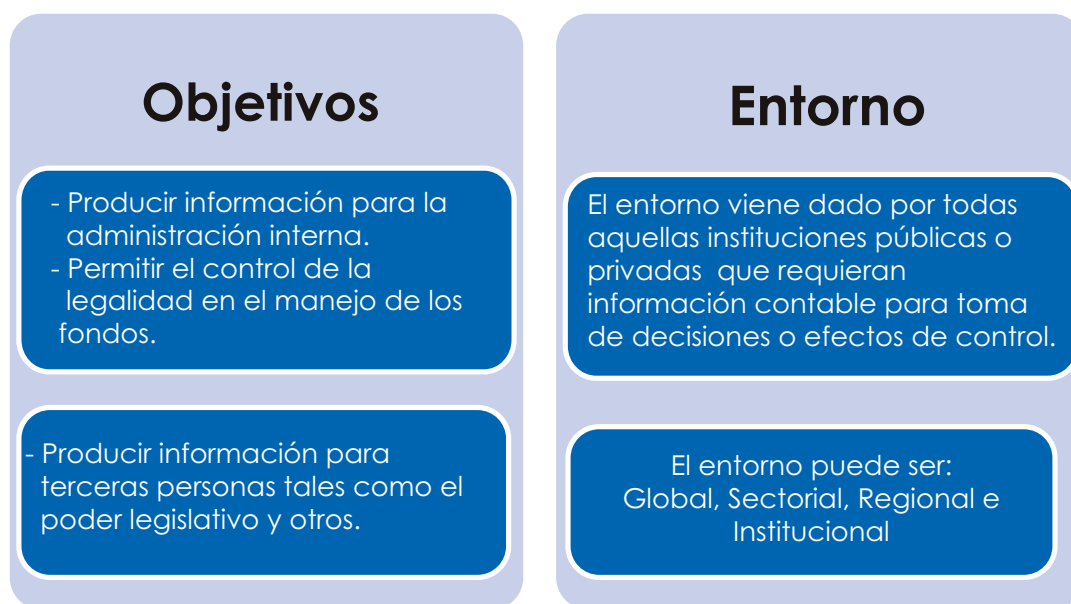 Objetivos
- Producir información para la
administración interna.
- Permitir el control de la
legalidad en el manejo de los
fondos.
- Producir información para
terceras personas tales como el
poder legislativo y otros.
Entorno
El entorno viene dado por todas
aquellas instituciones públicas o
privadas que requieran
información contable para toma
de decisiones o efectos de control.
El entorno puede ser:
Global, Sectorial, Regional e
Institucional